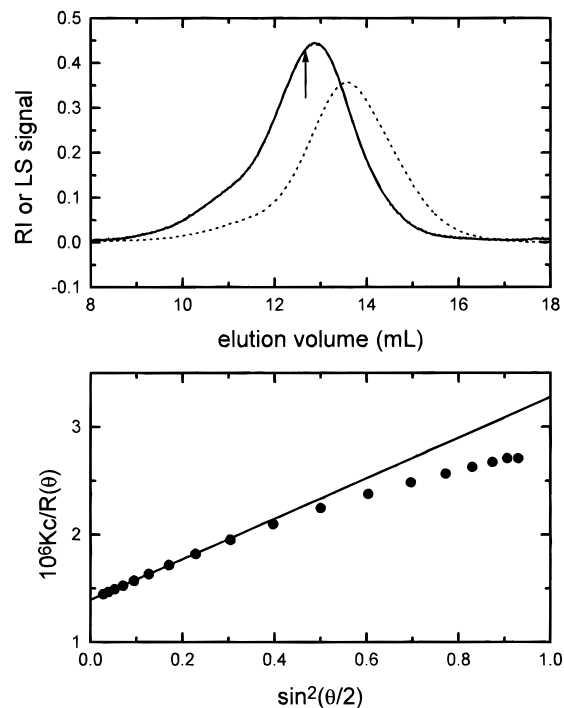 0.5
0.4
0.3
0.2
0.1
0.0
-0.1
RI or LS signal
8 10 12 14 16 18
elution volume (mL)
3
2
1
10⁶Kc/R(θ)
0.0 0.2 0.4 0.6 0.8 1.0
sin²(θ/2)